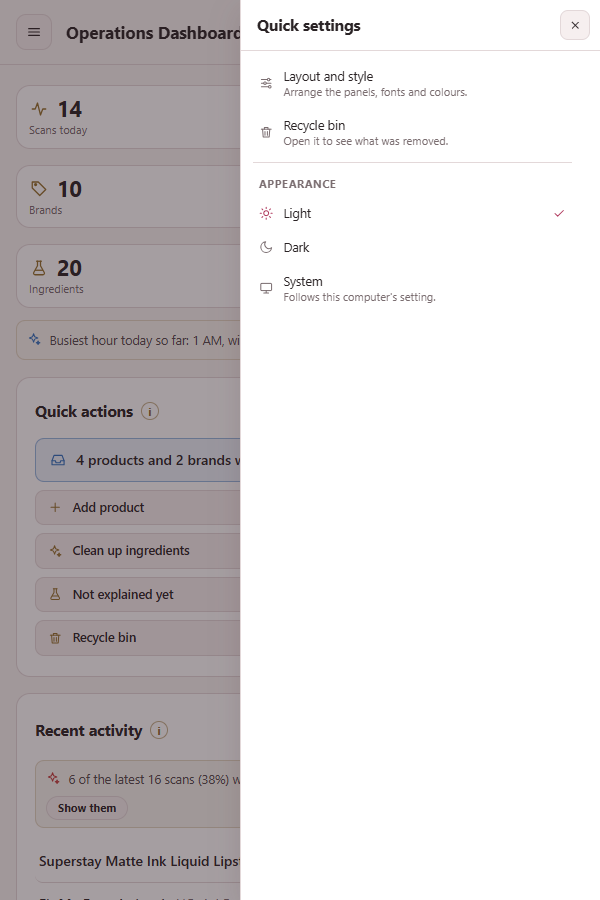 Operations Dashboard
14
Scans today
10
Brands
20
Ingredients
Busiest hour today so far: 1 AM,
Quick actions
4 products and 2 brands
Add product
Clean up ingredients
Not explained yet
Recycle bin
Recent activity
6 of the latest 16 scans (38%)
Show them
Superstay Matte Ink Liquid
Quick settings
Layout and style
Arrange the panels, fonts and colours.
Recycle bin
Open it to see what was removed.
APPEARANCE
Light
Dark
System
Follows this computer's setting.